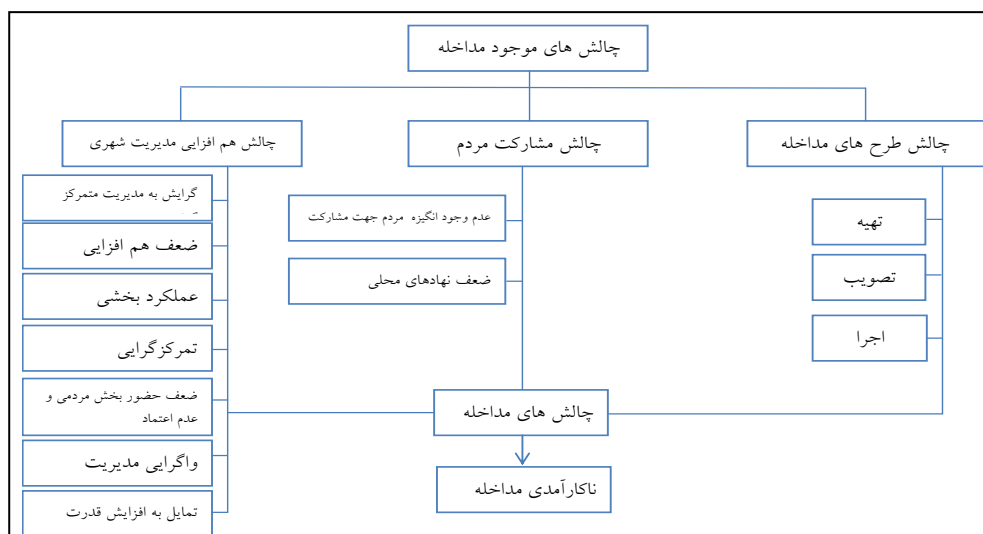 چالش های موجود مداخله
چالش طرح های مداخله
چالش مشارکت مردم
چالش هم افزایی مدیریت شهری
تهیه
تصویب
اجرا
عدم وجود انگیزه مردم جهت مشارکت
ضعف نهادهای محلی
گرایش به مدیریت متمرکز
ضعف هم افزایی
عملکرد بخشی
تمرکزگرایی
ضعف حضور بخش مردمی و
عدم اعتماد
واگرایی مدیریت
تمایل به افزایش قدرت
چالش های مداخله
ناکارآمدی مداخله